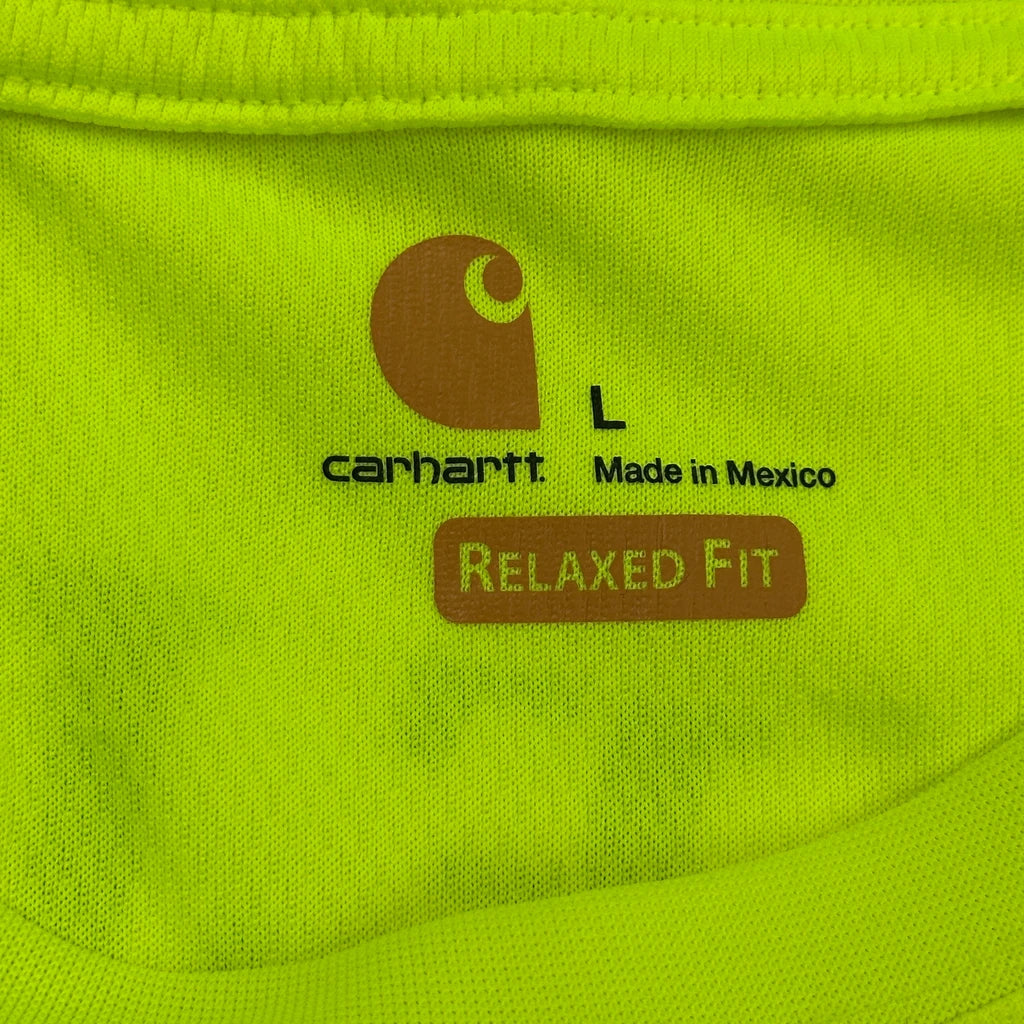 L
carhartt.
Made in Mexico
RELAXED FIT